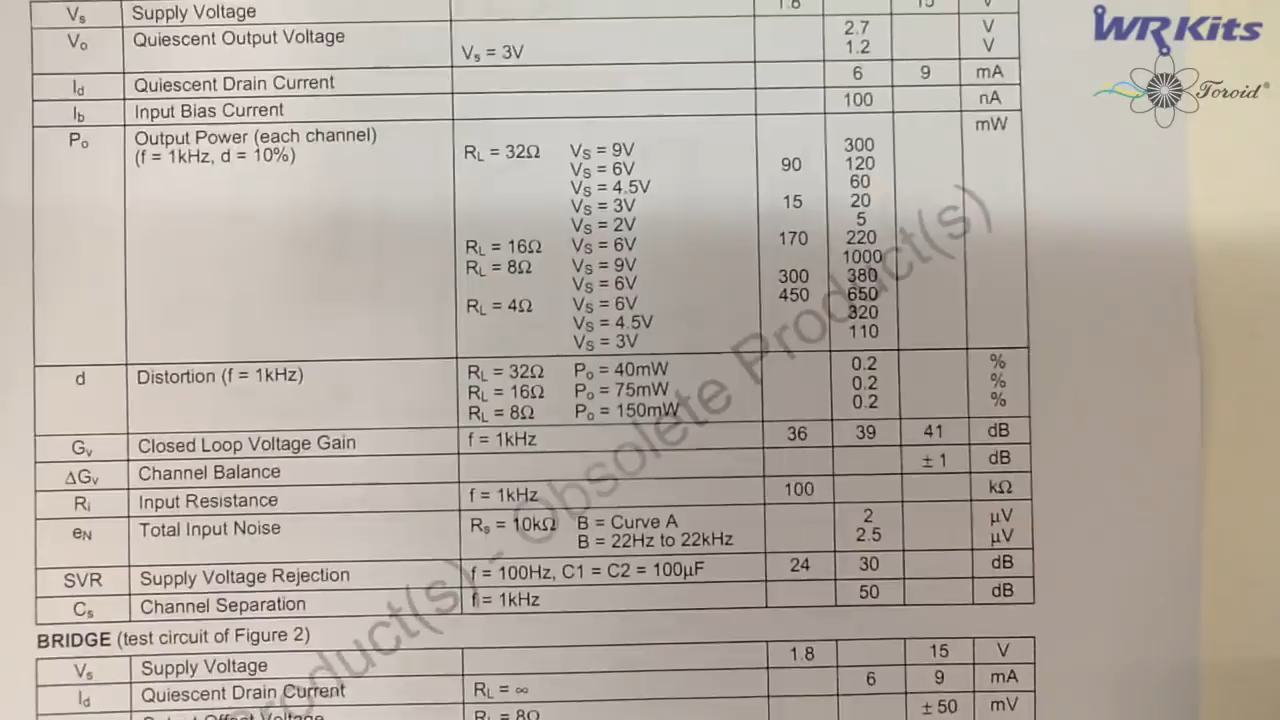 Vs Supply Voltage 1.8 15 V
Vo Quiescent Output Voltage 2.7 V
Vs = 3V 1.2 V
Id Quiescent Drain Current 6 9 mA
Ib Input Bias Current 100 nA
Po Output Power (each channel) mW
(f = 1kHz, d = 10%)
RL = 32Ω VS = 9V 300
VS = 6V 90 120
VS = 4.5V 60
VS = 3V 15 20
VS = 2V 5
RL = 16Ω VS = 6V 170 220
RL = 8Ω VS = 9V 1000
VS = 6V 300 380
RL = 4Ω VS = 6V 450 650
VS = 4.5V 320
VS = 3V 110
d Distortion (f = 1kHz) RL = 32Ω Po = 40mW 0.2 %
RL = 16Ω Po = 75mW 0.2 %
RL = 8Ω Po = 150mW 0.2 %
Gv Closed Loop Voltage Gain f = 1kHz 36 39 41 dB
ΔGv Channel Balance ± 1 dB
Ri Input Resistance f = 1kHz 100 kΩ
eN Total Input Noise Rs = 10kΩ B = Curve A 2 μV
B = 22Hz to 22kHz 2.5 μV
SVR Supply Voltage Rejection f = 100Hz, C1 = C2 = 100μF 24 30 dB
Cs Channel Separation f = 1kHz 50 dB
BRIDGE (test circuit of Figure 2)
Vs Supply Voltage 1.8 15 V
Id Quiescent Drain Current RL = ∞ 6 9 mA
Output Offset Voltage RL = 8Ω ± 50 mV
Product(s) - Obsolete Product(s)
WRKits
Toroid®